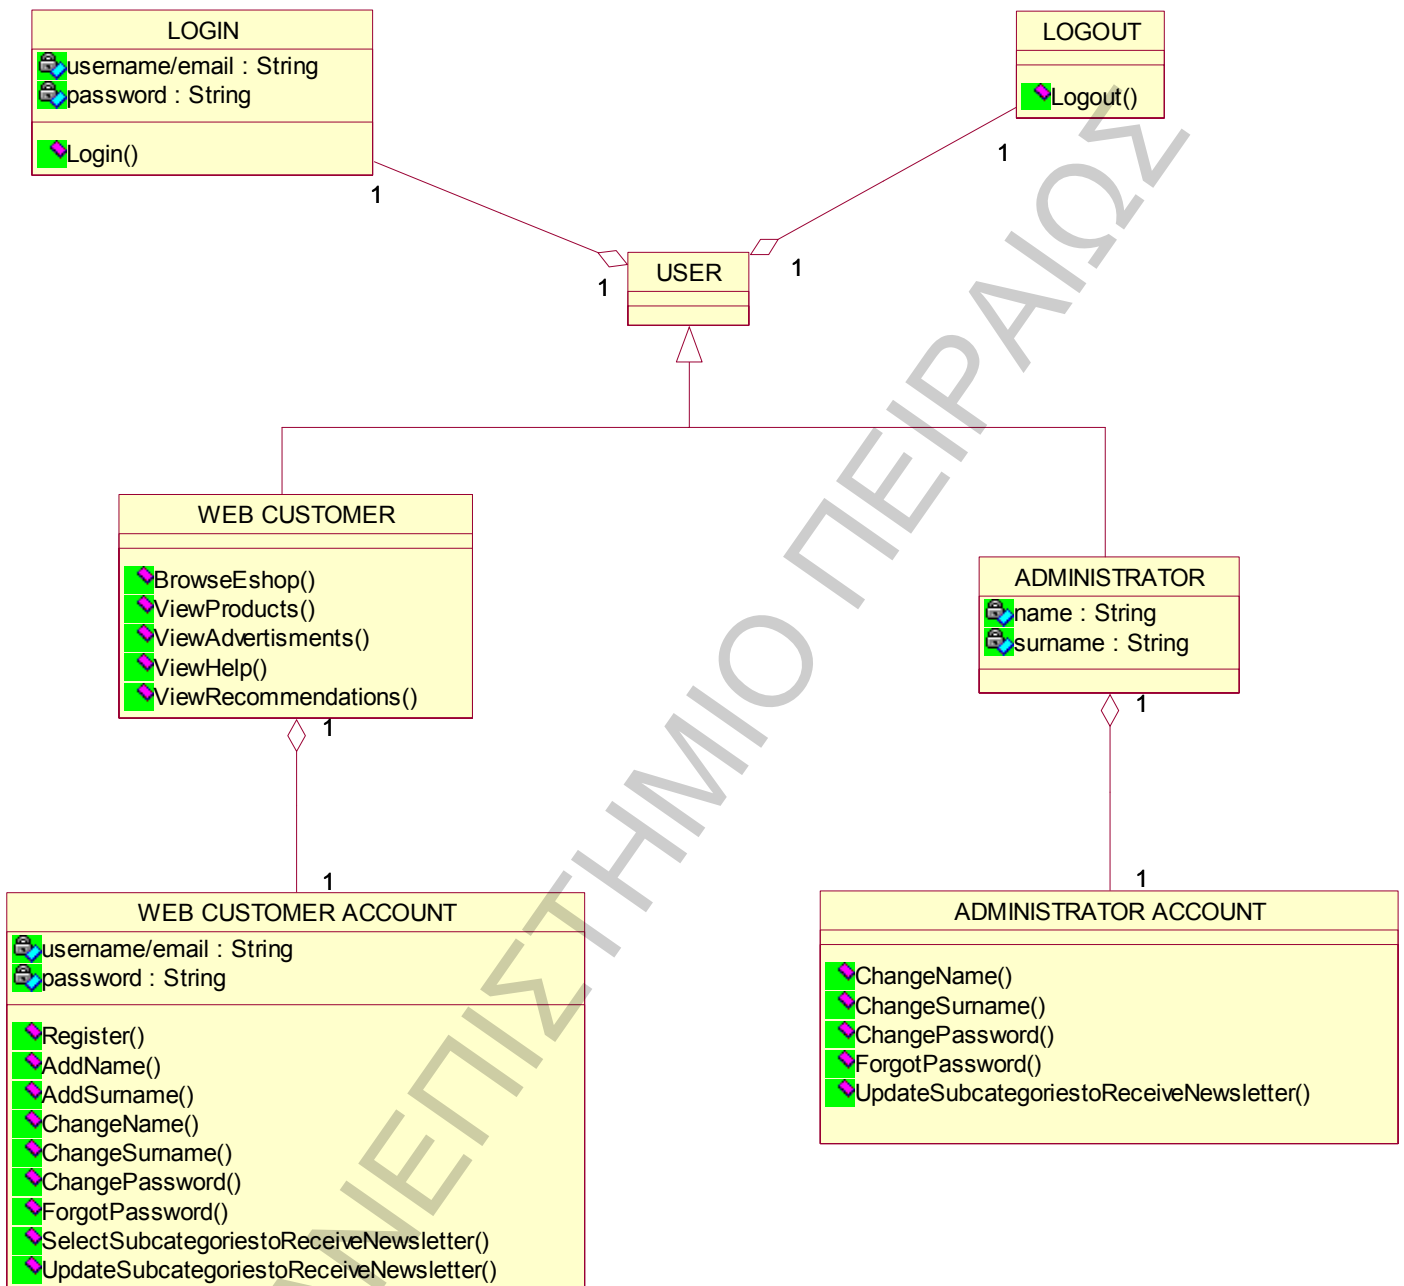 LOGIN
username/email : String
password : String
Login()
1
LOGOUT
Logout()
1
USER
1
1
WEB CUSTOMER
BrowseEshop()
ViewProducts()
ViewAdvertisments()
ViewHelp()
ViewRecommendations()
1
ADMINISTRATOR
name : String
surname : String
1
1
WEB CUSTOMER ACCOUNT
username/email : String
password : String
Register()
AddName()
AddSurname()
ChangeName()
ChangeSurname()
ChangePassword()
ForgotPassword()
SelectSubcategoriestoReceiveNewsletter()
UpdateSubcategoriestoReceiveNewsletter()
1
ADMINISTRATOR ACCOUNT
ChangeName()
ChangeSurname()
ChangePassword()
ForgotPassword()
UpdateSubcategoriestoReceiveNewsletter()
ΑΝΕΠΙΣΤΗΜΙΟ ΠΕΙΡΑΙΩΣ